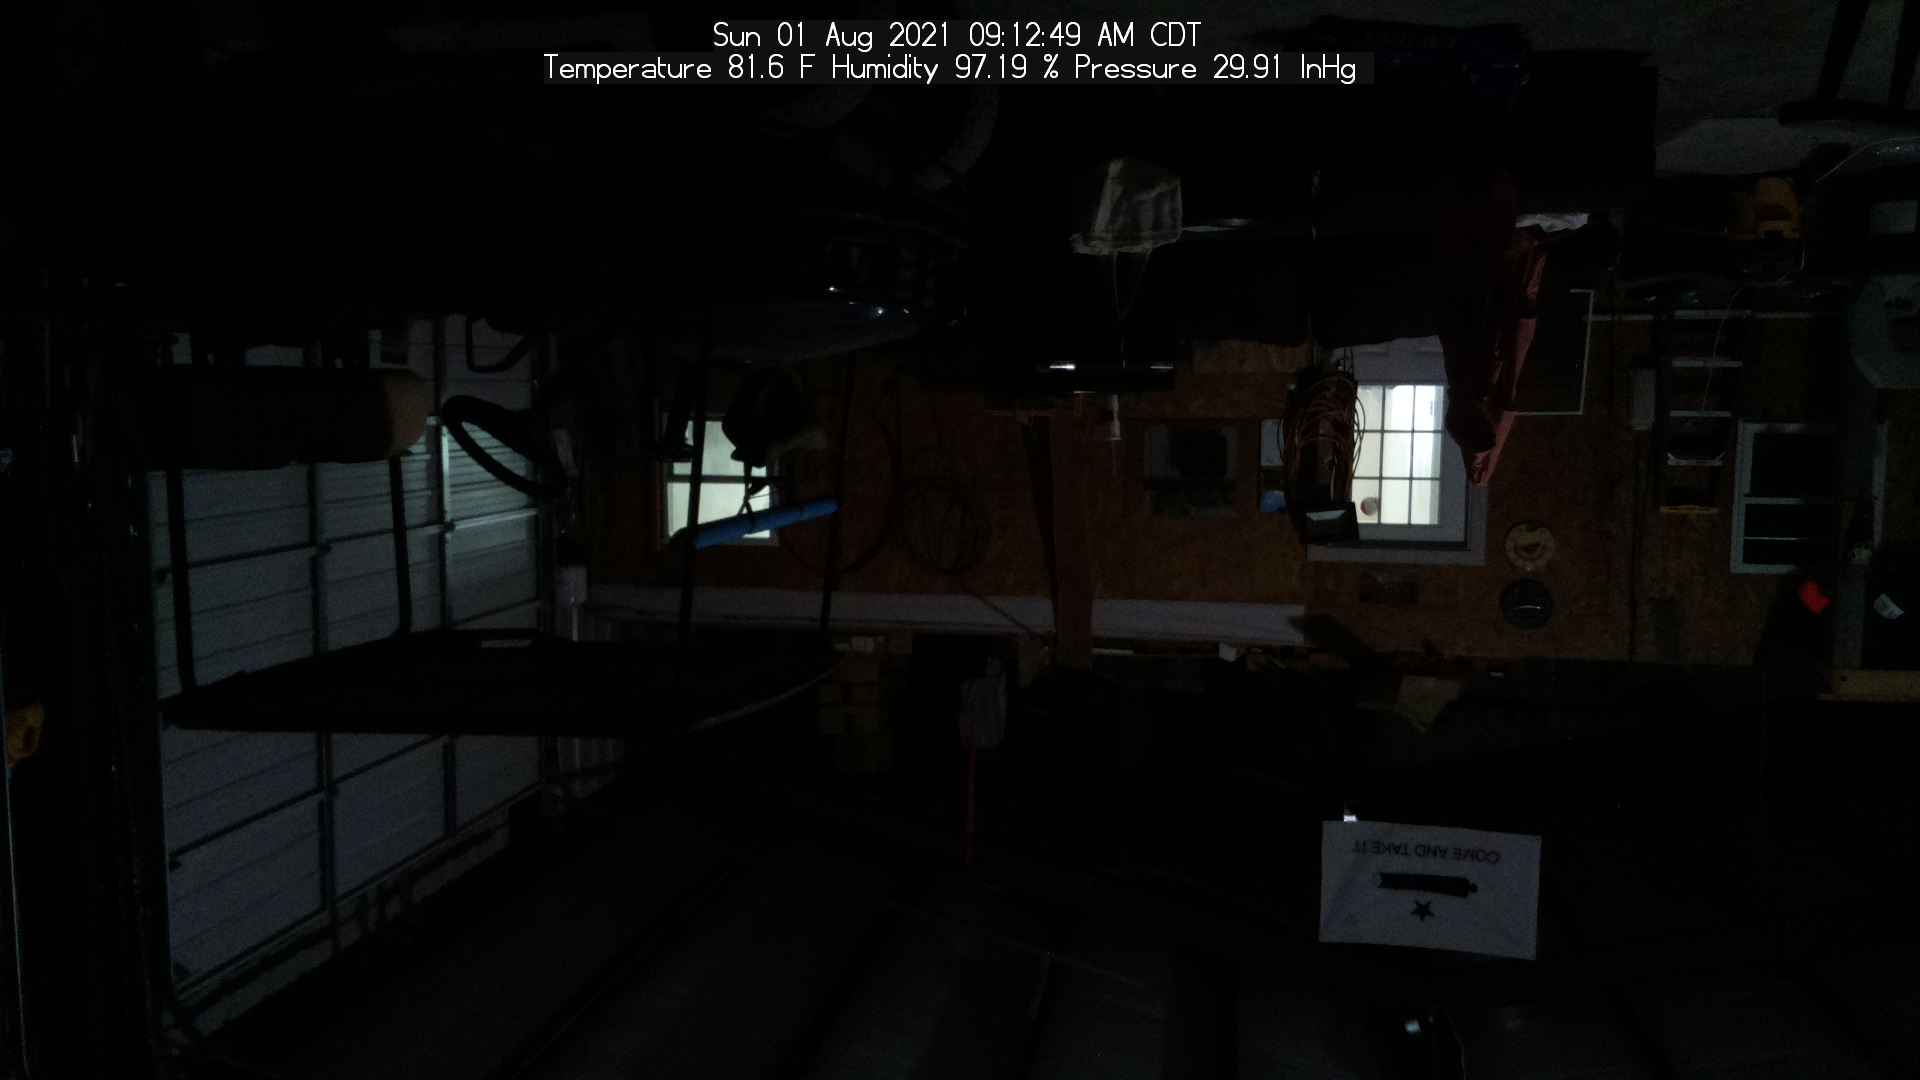 Sun 01 Aug 2021 09:12:49 AM CDT
Temperature 81.6 F Humidity 97.19 % Pressure 29.91 InHg
COME AND TAKE IT